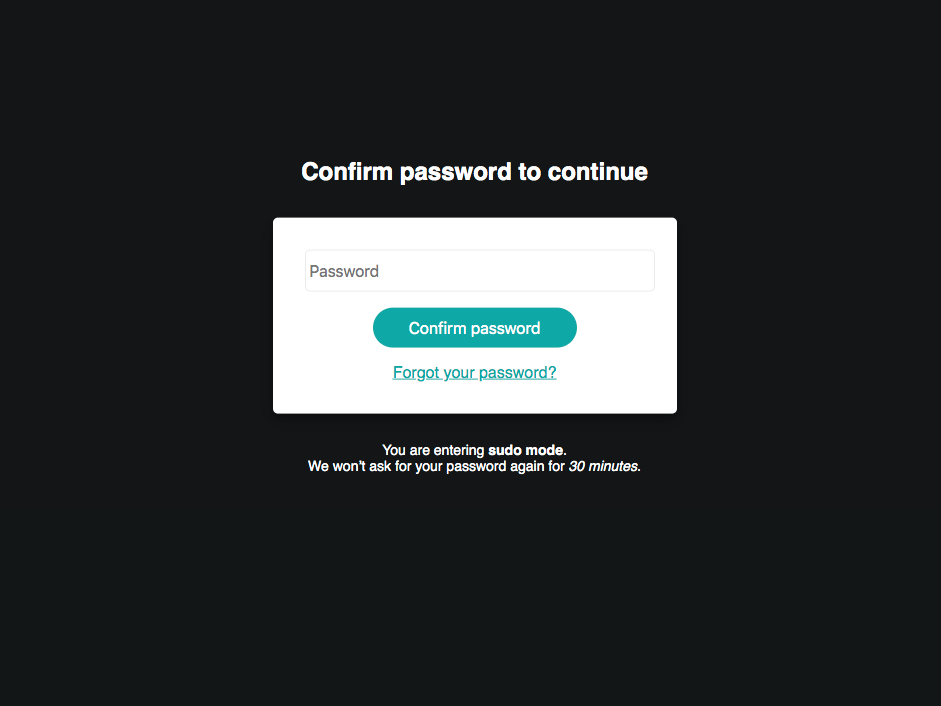 Confirm password to continue
Password
Confirm password
Forgot your password?
You are entering sudo mode.
We won’t ask for your password again for 30 minutes.